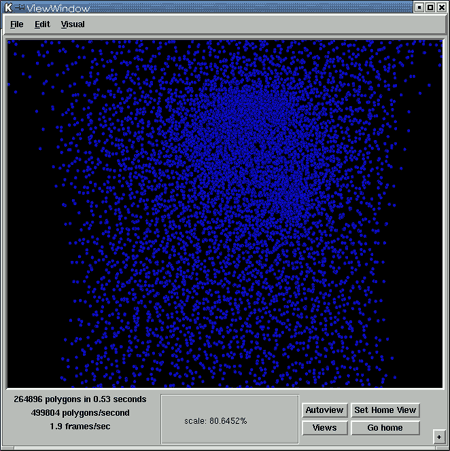 ViewWindow
File Edit Visual
264896 polygons in 0.53 seconds
499804 polygons/second
1.9 frames/sec
scale: 80.6452%
Autoview Set Home View
Views Go home
+